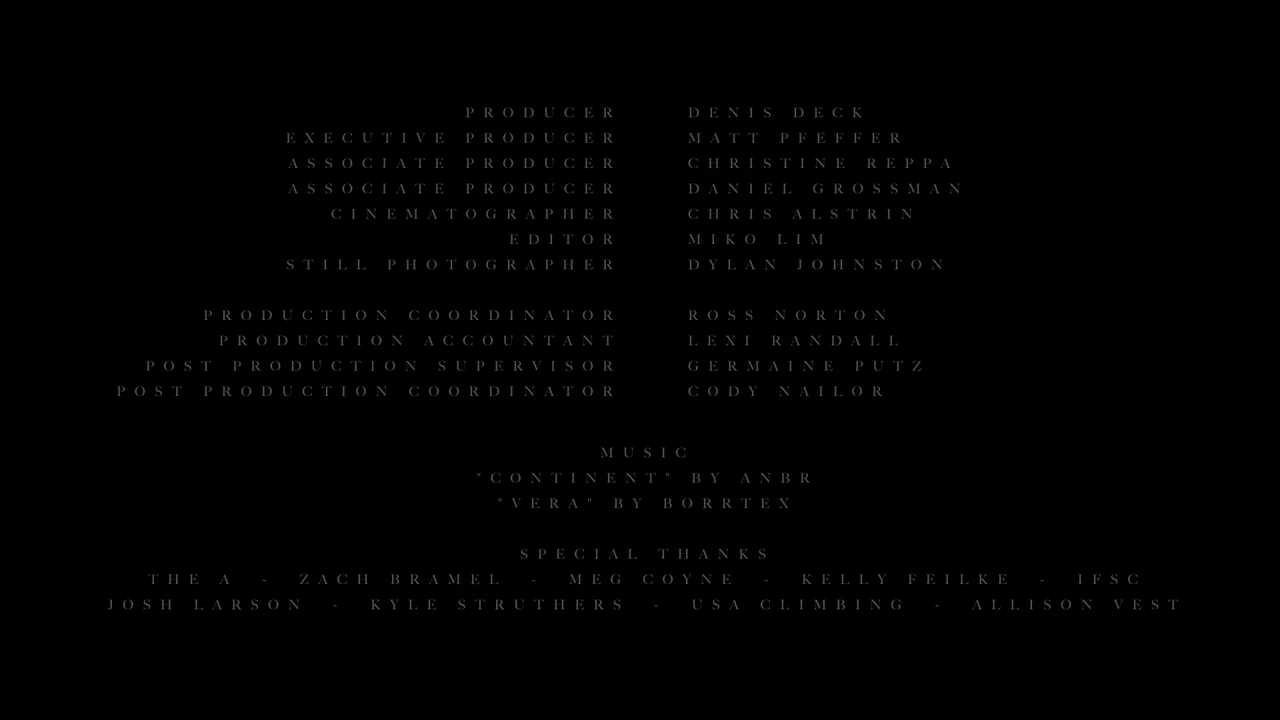 PRODUCER DENIS DECK
EXECUTIVE PRODUCER MATT PFEFFER
ASSOCIATE PRODUCER CHRISTINE REPPA
ASSOCIATE PRODUCER DANIEL GROSSMAN
CINEMATOGRAPHER CHRIS ALSTRIN
EDITOR MIKO LIM
STILL PHOTOGRAPHER DYLAN JOHNSTON
PRODUCTION COORDINATOR ROSS NORTON
PRODUCTION ACCOUNTANT LEXI RANDALL
POST PRODUCTION SUPERVISOR GERMAINE PUTZ
POST PRODUCTION COORDINATOR CODY NAILOR
MUSIC
"CONTINENT" BY ANBR
"VERA" BY BORRTEX
SPECIAL THANKS
THE A - ZACH BRAMEL - MEG COYNE - KELLY FEILKE - IFSC
JOSH LARSON - KYLE STRUTHERS - USA CLIMBING - ALLISON VEST